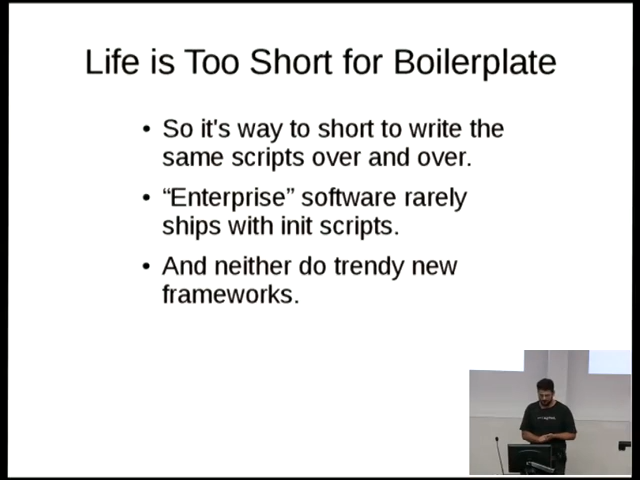 Life is Too Short for Boilerplate
• So it's way to short to write the
same scripts over and over.
• “Enterprise” software rarely
ships with init scripts.
• And neither do trendy new
frameworks.